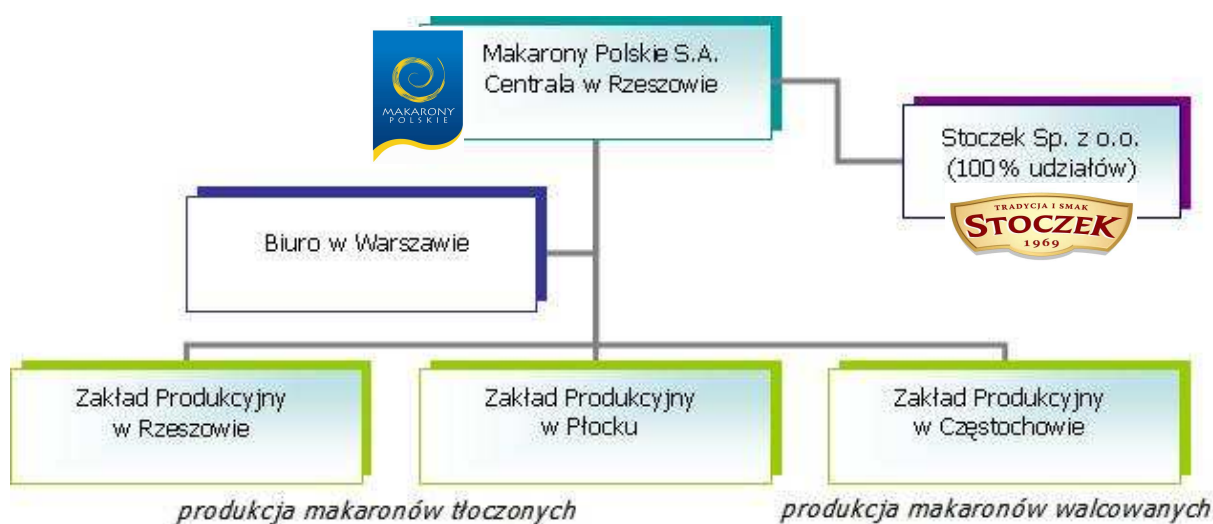 Makarony Polskie S.A.
Centrala w Rzeszowie
MAKARONY
POLSKIE
Stoczek Sp. z o.o.
(100% udziałów)
TRADYCJA I SMAK
STOCZEK
1969
Biuro w Warszawie
Zakład Produkcyjny
w Rzeszowie
Zakład Produkcyjny
w Płocku
Zakład Produkcyjny
w Częstochowie
produkcja makaronów tłoczonych
produkcja makaronów walcowanych